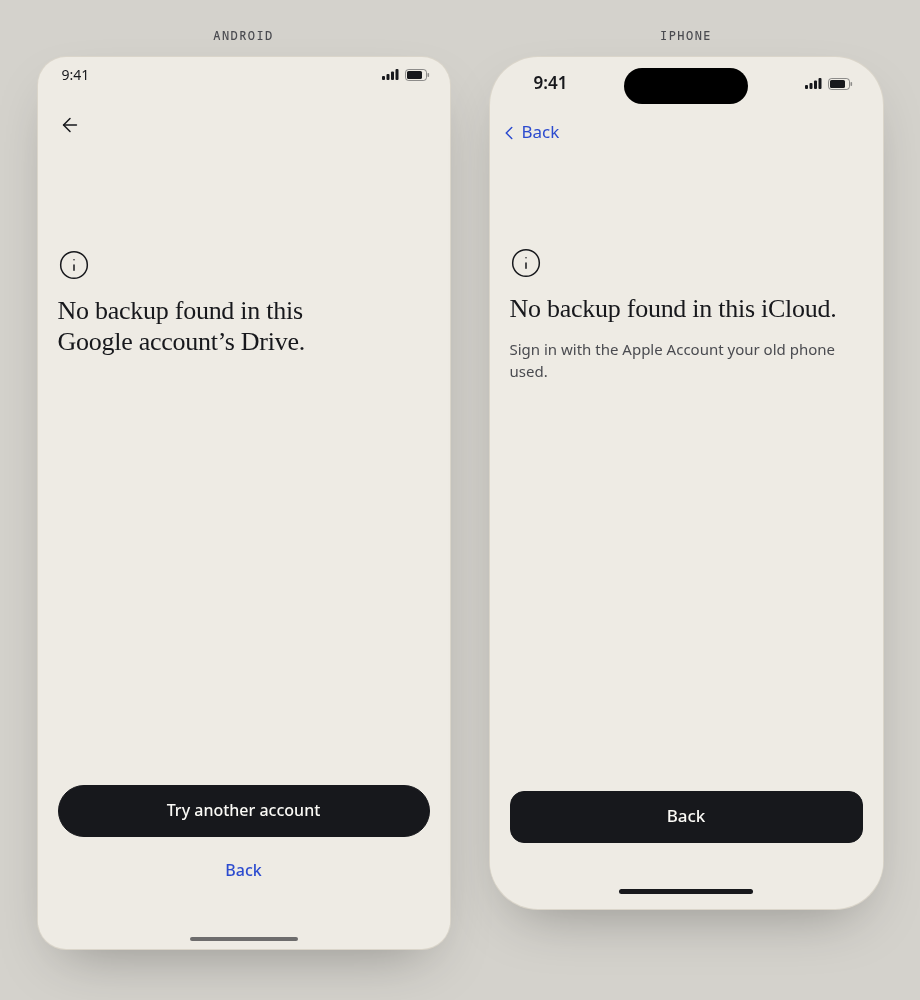 ANDROID
9:41
No backup found in this
Google account’s Drive.
Try another account
Back
IPHONE
9:41
Back
No backup found in this iCloud.
Sign in with the Apple Account your old phone
used.
Back